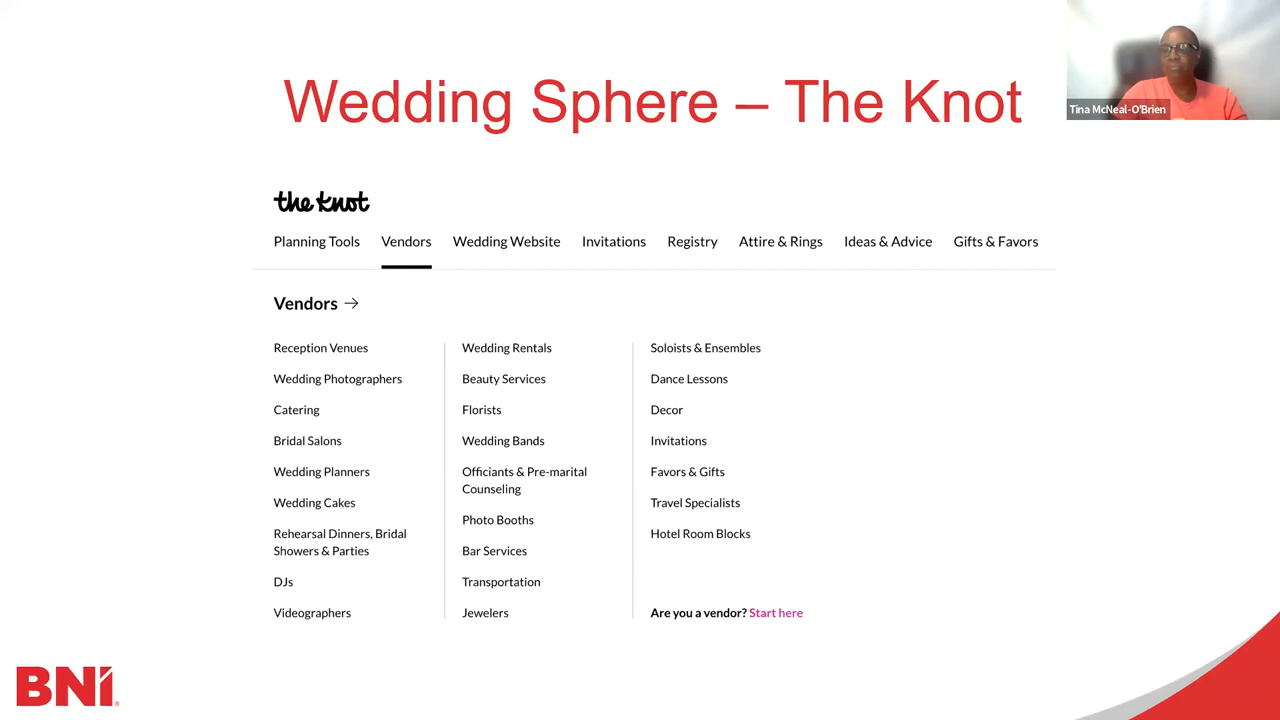 Wedding Sphere – The Knot
Tina McNeal-O'Brien
the knot
Planning Tools Vendors Wedding Website Invitations Registry Attire & Rings Ideas & Advice Gifts & Favors
Vendors →
Reception Venues
Wedding Photographers
Catering
Bridal Salons
Wedding Planners
Wedding Cakes
Rehearsal Dinners, Bridal
Showers & Parties
DJs
Videographers
Wedding Rentals
Beauty Services
Florists
Wedding Bands
Officiants & Pre-marital
Counseling
Photo Booths
Bar Services
Transportation
Jewelers
Soloists & Ensembles
Dance Lessons
Decor
Invitations
Favors & Gifts
Travel Specialists
Hotel Room Blocks
Are you a vendor? Start here
BNI®